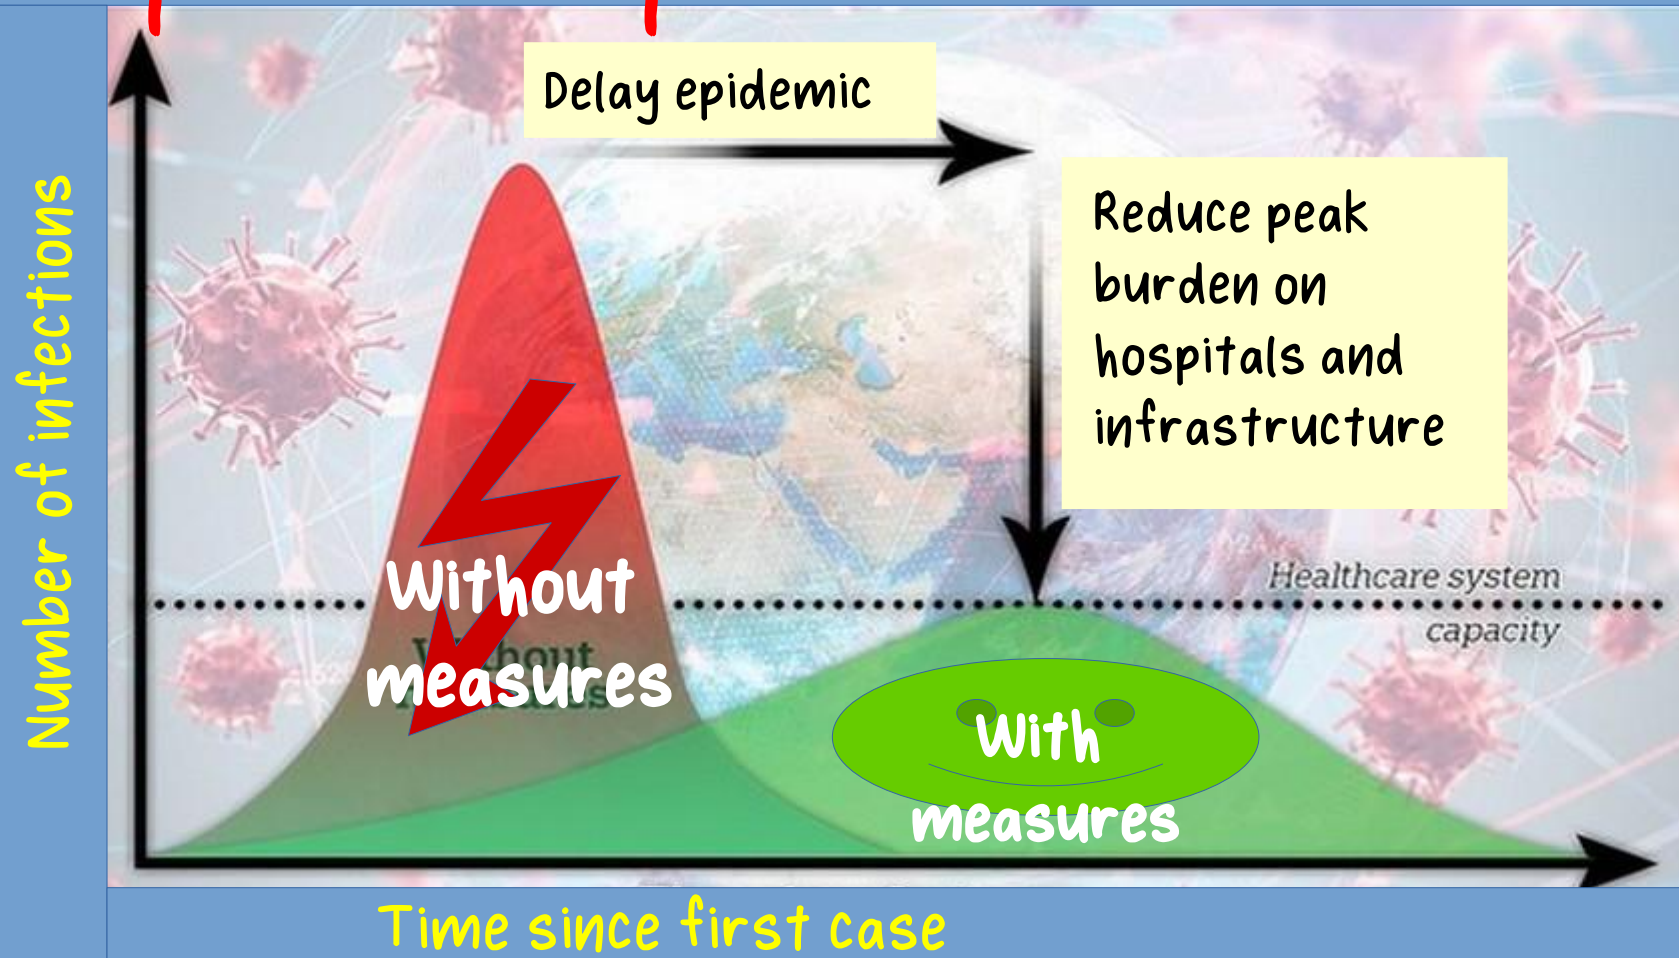 Delay epidemic
Reduce peak
burden on
hospitals and
infrastructure
Number of infections
Healthcare system
capacity
Without
measures
Without
With
measures
Time since first case